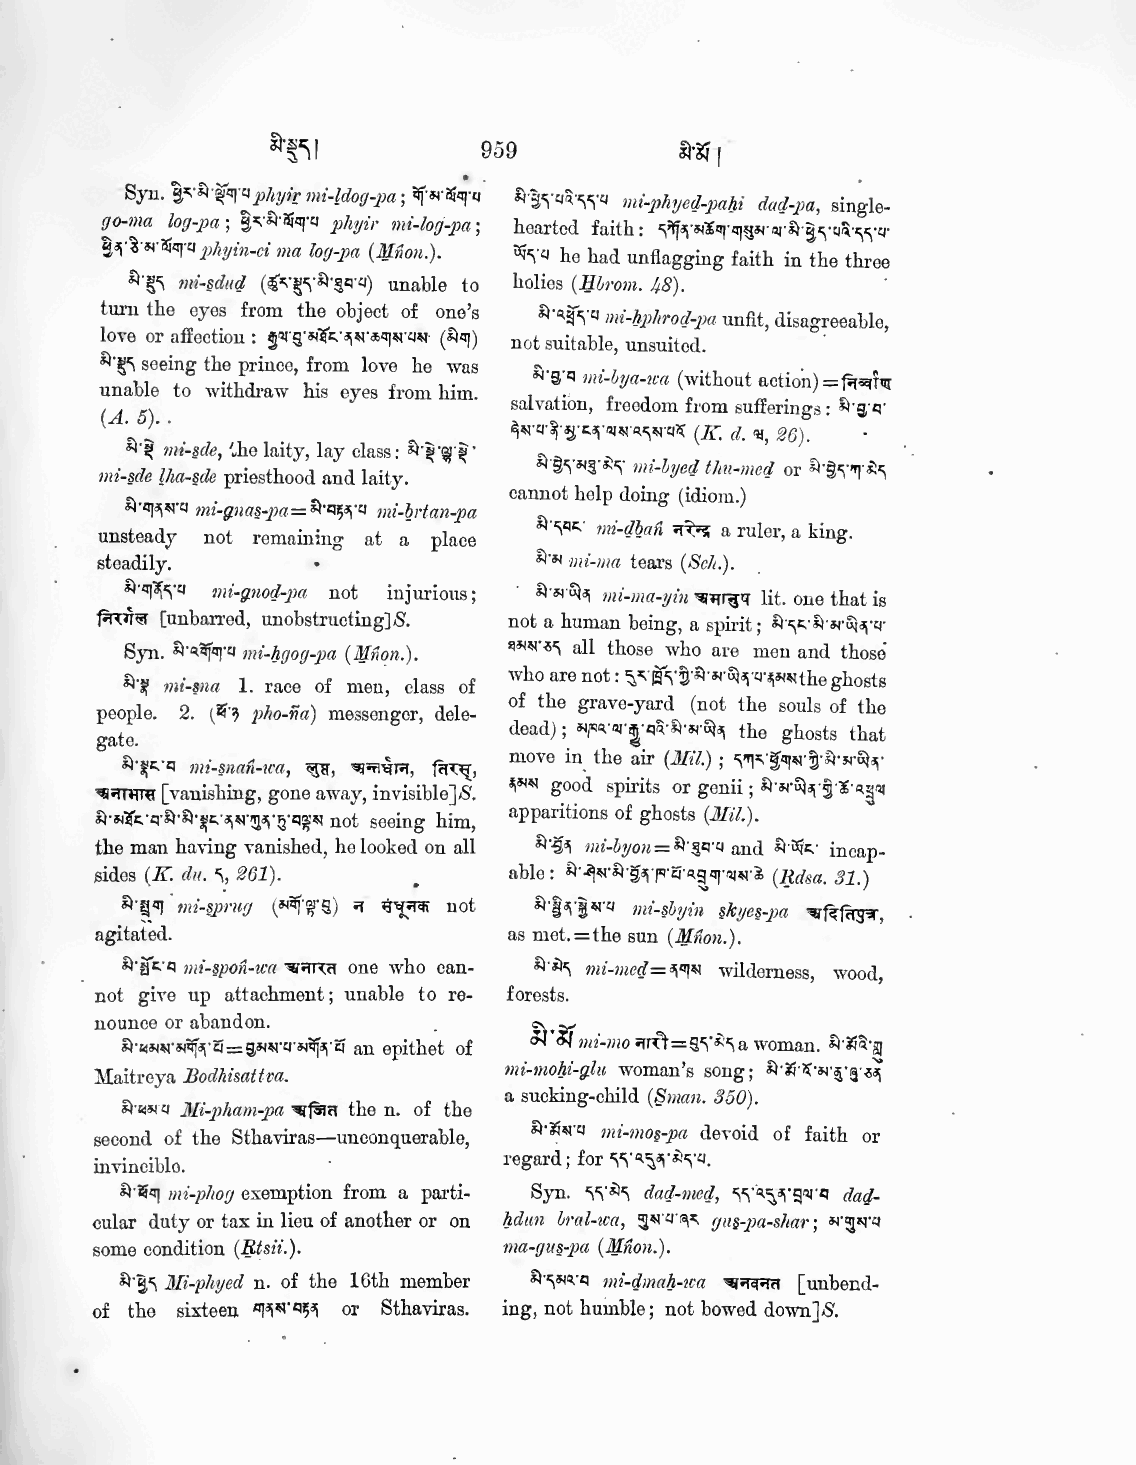 མི་སྡུད། 959 མི་མོ།
Syn. ཕྱིར་མི་ལྡོག་པ phyir mi-ldog-pa; གོ་མ་ལོག་པ
go-ma log-pa; ཕྱིར་མི་ལོག་པ phyir mi-log-pa;
ཕྱིན་ཅི་མ་ལོག་པ phyin-ci ma log-pa (Mñon.).
མི་སྡུད mi-sdud (ཚུར་སྡུད་མི་ཐུབ་པ) unable to
turn the eyes from the object of one's
love or affection: རྒྱལ་བུ་མཐོང་ནས་ཆགས་པས (མིག)
མི་སྡུད seeing the prince, from love he was
unable to withdraw his eyes from him.
(A. 5).
མི་སྡེ mi-sde, the laity, lay class: མི་སྡེ་ལྷ་སྡེ་
mi-sde lha-sde priesthood and laity.
མི་གནས་པ mi-gnas-pa=མི་བརྟན་པ mi-brtan-pa
unsteady not remaining at a place
steadily.
མི་གནོད་པ mi-gnod-pa not injurious;
निरर्गल [unbarred, unobstructing]S.
Syn. མི་འགོག་པ mi-hgog-pa (Mñon.).
མི་སྣ mi-sna 1. race of men, class of
people. 2. (ཕོ་ཉ pho-ña) messenger, dele-
gate.
མི་སྣང་བ mi-snaṅ-wa, लुप्त, अन्तर्धान, तिरस्,
अनाभास [vanishing, gone away, invisible]S.
མི་མཐོང་བ་མི་མི་སྣང་ནས་ཀུན་ཏུ་བལྟས not seeing him,
the man having vanished, he looked on all
sides (K. du. ད, 261).
མི་སྤྲུག mi-sprug not
agitated.
མི་སྤོང་བ mi-spoṅ-wa अनारत one who can-
not give up attachment; unable to re-
nounce or abandon.
མི་ཕམས་མགོན་པོ=བྱམས་པ་མགོན་པོ an epithet of
Maitreya Bodhisattva.
མི་ཕམ་པ Mi-pham-pa अजित the n. of the
second of the Sthaviras—unconquerable,
invincible.
མི་ཕོག mi-phog exemption from a parti-
cular duty or tax in lieu of another or on
some condition (Rtsii.).
མི་ཕྱེད Mi-phyed n. of the 16th member
of the sixteen གནས་བརྟན or Sthaviras.
མི་ཕྱེད་པའི་དད་པ mi-phyed-pahi dad-pa, single-
hearted faith: དཀོན་མཆོག་གསུམ་ལ་མི་ཕྱེད་པའི་དད་པ་
ཡོད་པ he had unflagging faith in the three
holies (Hbrom. 48).
མི་འཕྲོད་པ mi-hphrod-pa unfit, disagreeable,
not suitable, unsuited.
མི་བྱ་བ mi-bya-wa (without action)=निर्व्वाण
salvation, freedom from sufferings: མི་བྱ་བ་
ཞེས་པ་ནི་མྱ་ངན་ལས་འདས་པའོ (K. d. 26).
མི་བྱེད་མཐུ་མེད་ mi-byed thu-med or མི་བྱེད་ཀ་མེད
cannot help doing (idiom.)
མི་དབང་ mi-dbaṅ नरेन्द्र a ruler, a king.
མི་མ mi-ma tears (Sch.).
མི་མ་ཡིན mi-ma-yin अमानुष lit. one that is
not a human being, a spirit; མི་དང་མི་མ་ཡིན་པ་
ཐམས་ཅད all those who are men and those
who are not: དུར་ཁྲོད་ཀྱི་མི་མ་ཡིན་པ་རྣམས the ghosts
of the grave-yard (not the souls of the
dead); མཁའ་ལ་རྒྱུ་བའི་མི་མ་ཡིན the ghosts that
move in the air (Mil.); དཀར་ཕྱོགས་ཀྱི་མི་མ་ཡིན་
རྣམས good spirits or genii; མི་མ་ཡིན་གྱི་ཆོ་འཕྲུལ
apparitions of ghosts (Mil.).
མི་བྱོན mi-byon=མི་ཐུབ་པ and མི་ཡོང་ incap-
able: (Rdsa. 31.)
མི་སྦྱིན་སྐྱེས་པ mi-sbyin skyes-pa अदितिपुत्र,
as met.=the sun (Mñon.).
མི་མེད mi-med=ནགས wilderness, wood,
forests.
མི་མོ mi-mo नारी=བུད་མེད a woman. མི་མོའི་གླུ
mi-mohi-glu woman's song; མི་མོ་ངོ་མ་ནུ་ཞུ་ཅན
a sucking-child (Sman. 350).
མི་མོས་པ mi-mos-pa devoid of faith or
regard; for དད་འདུན་མེད་པ.
Syn. དད་མེད dad-med, དད་འདུན་བྲལ་བ dad-
hdun bral-wa, གུས་པ་ཞར gus-pa-shar; མ་གུས་པ
ma-gus-pa (Mñon.).
མི་དམའ་བ mi-dmah-wa अनवनत [unbend-
ing, not humble; not bowed down]S.